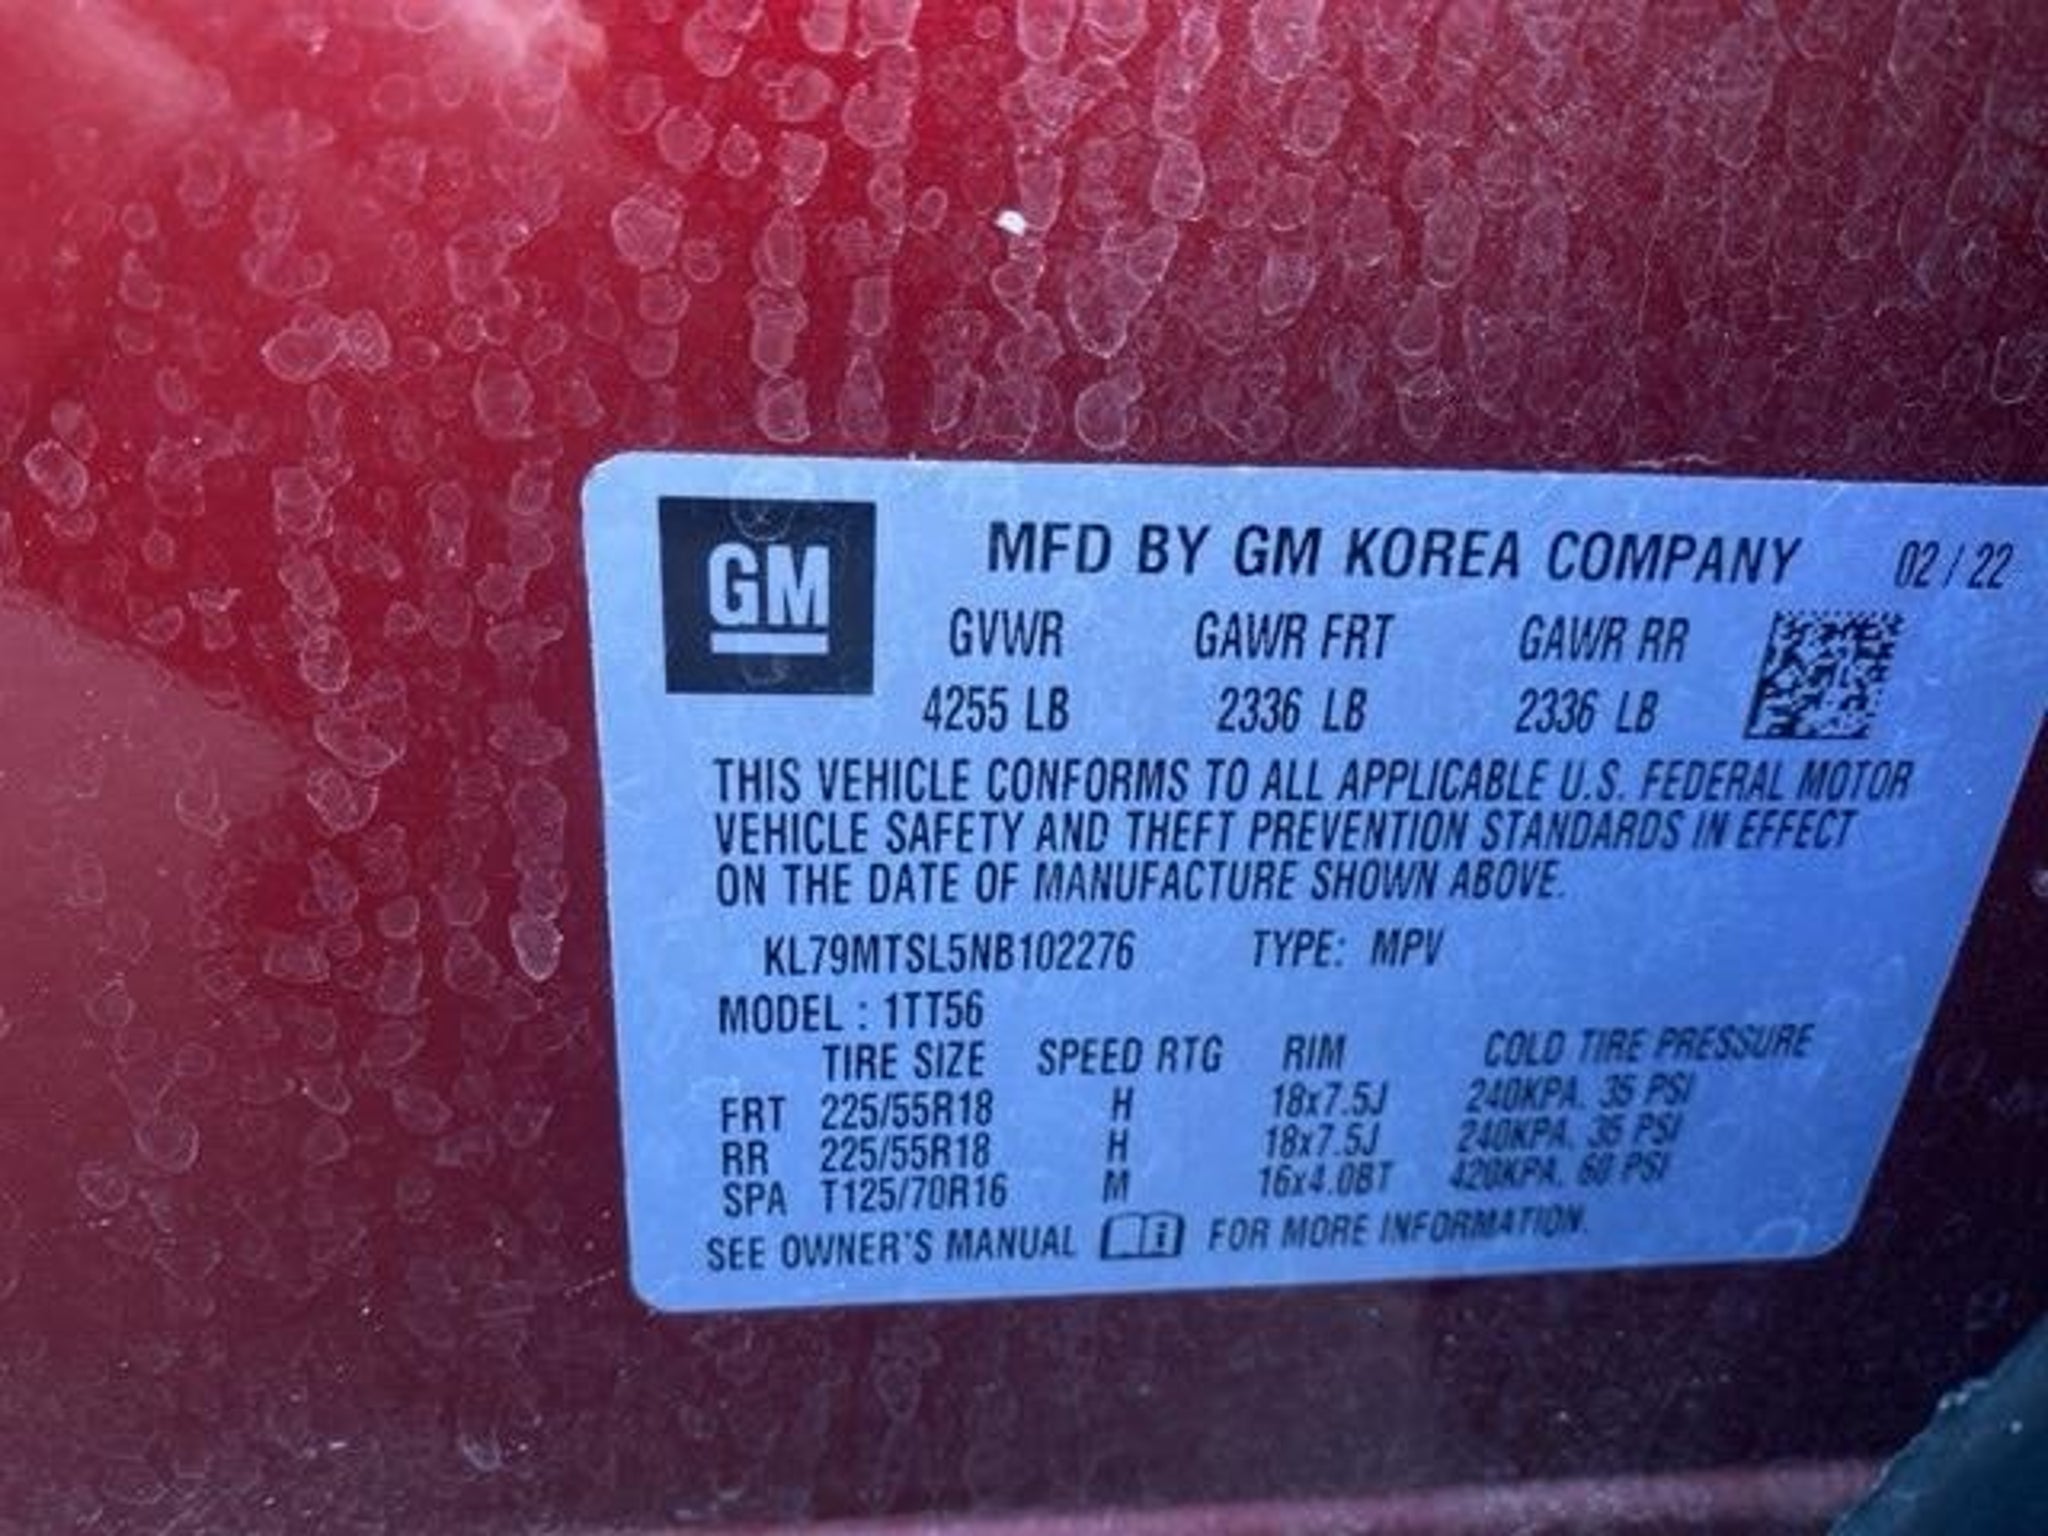 GM
MFD BY GM KOREA COMPANY 02 / 22
GVWR GAWR FRT GAWR RR
4255 LB 2336 LB 2336 LB
THIS VEHICLE CONFORMS TO ALL APPLICABLE U.S. FEDERAL MOTOR
VEHICLE SAFETY AND THEFT PREVENTION STANDARDS IN EFFECT
ON THE DATE OF MANUFACTURE SHOWN ABOVE.
KL79MTSL5NB102276 TYPE: MPV
MODEL : 1TT56
TIRE SIZE SPEED RTG RIM COLD TIRE PRESSURE
FRT 225/55R18 H 18x7.5J 240KPA. 35 PSI
RR 225/55R18 H 18x7.5J 240KPA. 35 PSI
SPA T125/70R16 M 16x4.0BT 420KPA. 60 PSI
SEE OWNER'S MANUAL FOR MORE INFORMATION.